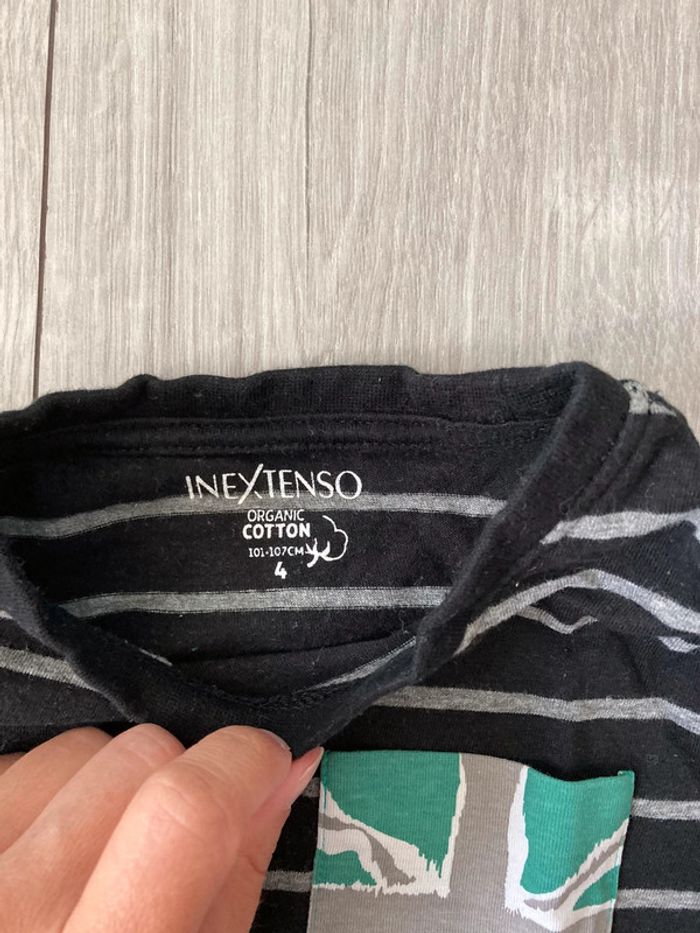 INEXTENSO
ORGANIC
COTTON
101-107CM
4